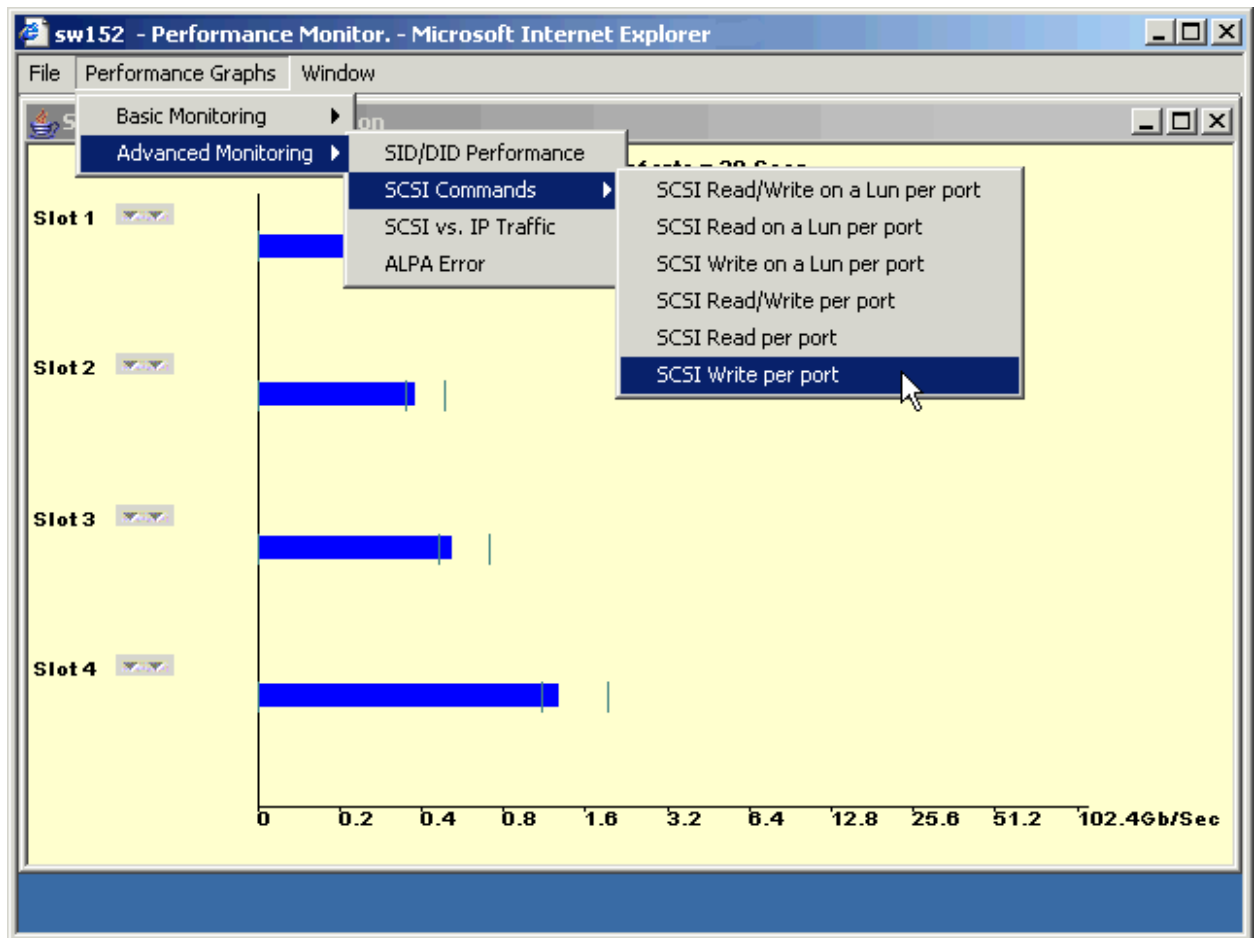 sw152 - Performance Monitor. - Microsoft Internet Explorer
File Performance Graphs Window
Basic Monitoring
Advanced Monitoring
SID/DID Performance
SCSI Commands
SCSI vs. IP Traffic
ALPA Error
SCSI Read/Write on a Lun per port
SCSI Read on a Lun per port
SCSI Write on a Lun per port
SCSI Read/Write per port
SCSI Read per port
SCSI Write per port
Slot 1
Slot 2
Slot 3
Slot 4
0 0.2 0.4 0.8 1.6 3.2 6.4 12.8 25.6 51.2 102.4Gb/Sec